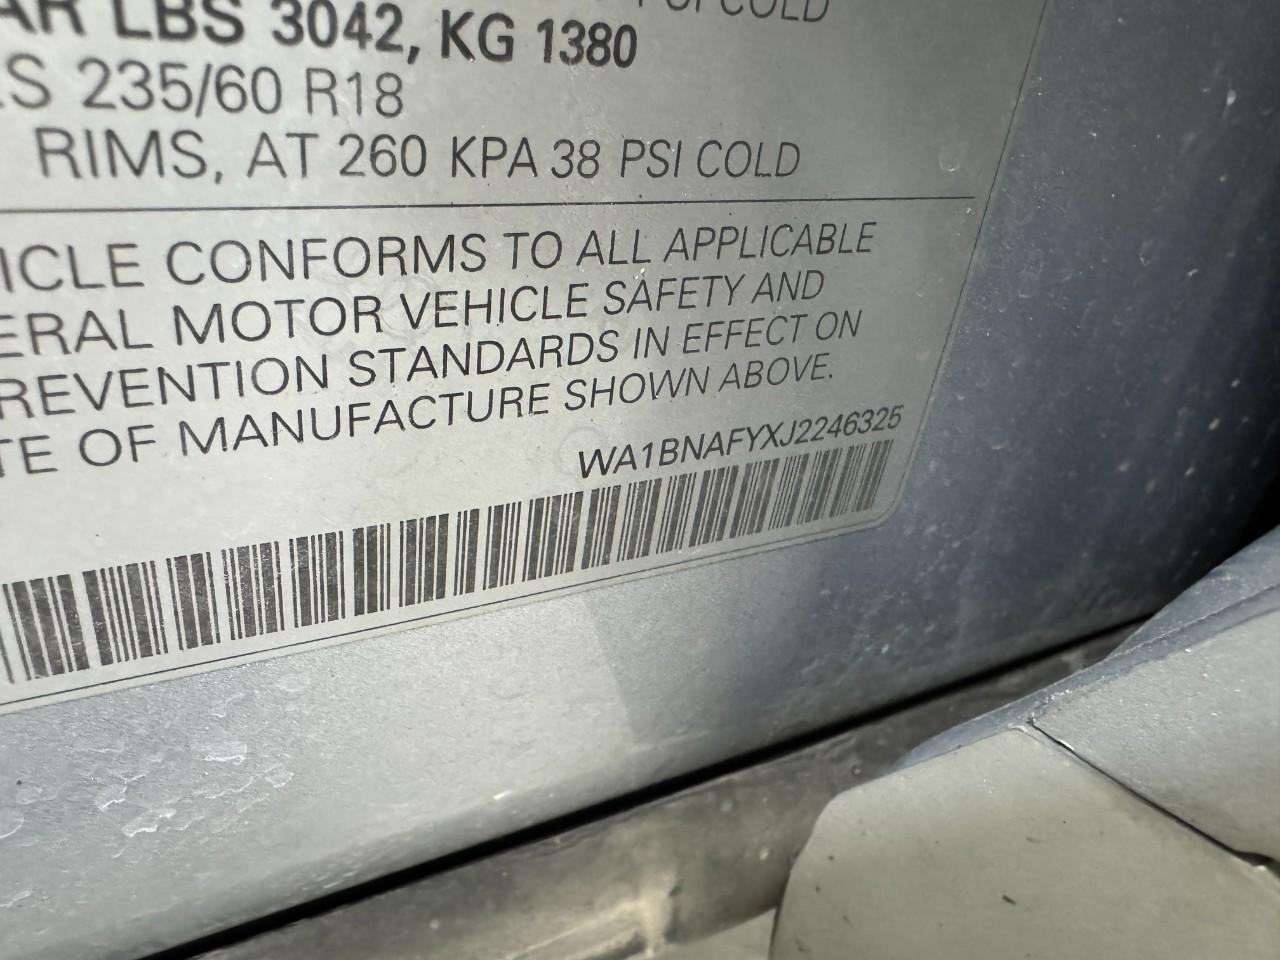 AR LBS 3042, KG 1380
235/60 R18
RIMS, AT 260 KPA 38 PSI COLD
ICLE CONFORMS TO ALL APPLICABLE
ERAL MOTOR VEHICLE SAFETY AND
REVENTION STANDARDS IN EFFECT ON
TE OF MANUFACTURE SHOWN ABOVE.
WA1BNAFYXJ2246325